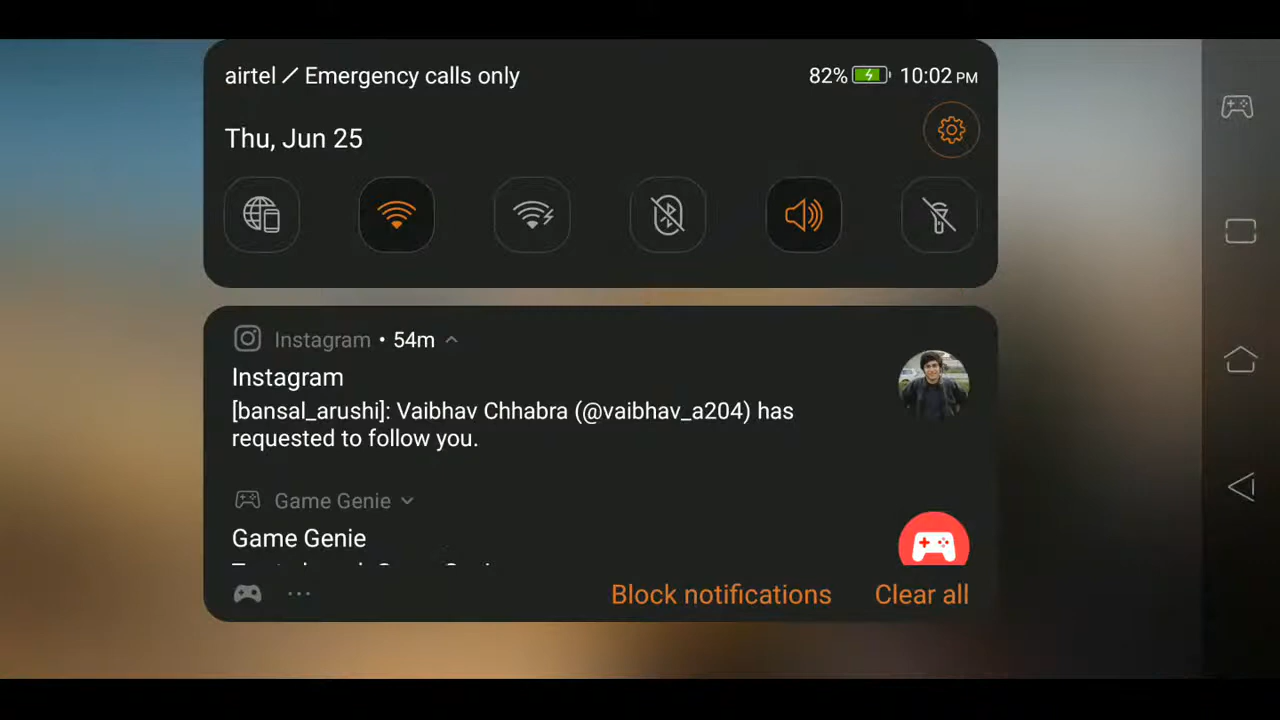 airtel / Emergency calls only
82% 10:02 PM
Thu, Jun 25
Instagram • 54m
Instagram
[bansal_arushi]: Vaibhav Chhabra (@vaibhav_a204) has
requested to follow you.
Game Genie
Game Genie
...
Block notifications
Clear all